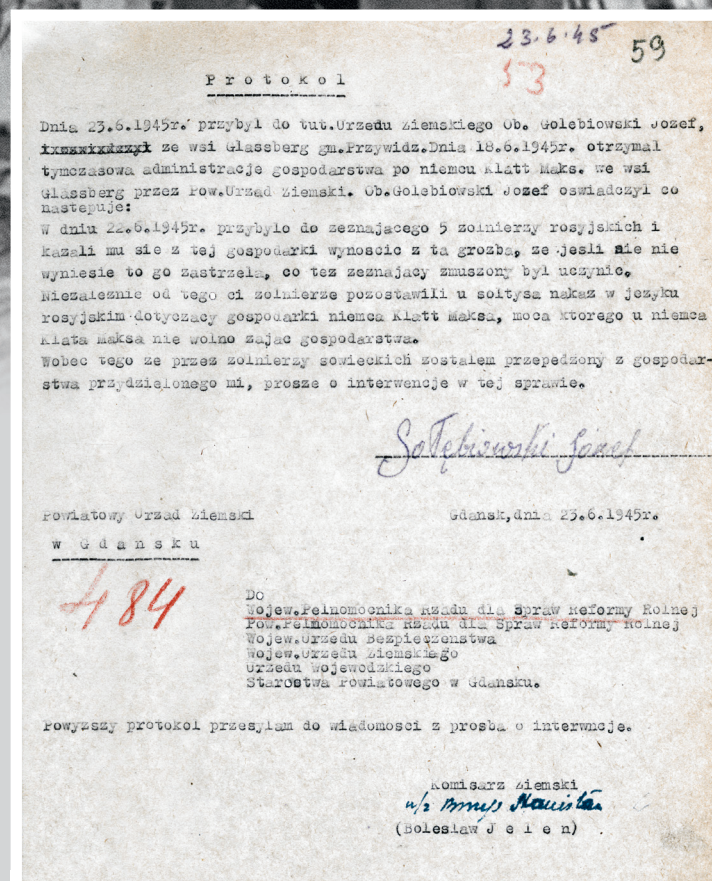 23.6.45 59
53
P r o t o k o l
Dnia 23.6.1945r. przybyl do tut.Urzedu Ziemskiego Ob. Golebiowski Jozef,
ze wsi Glassberg gm.Przywidz.Dnia 18.6.1945r. otrzymal
tymczasowa administracje gospodarstwa po niemcu Klatt Maks. we wsi
Glassberg przez Pow.Urzad Ziemski. Ob.Golebiowski Jozef oswiadczyl co
nastepuje:
W dniu 22.6.1945r. przybylo do zeznajacego 5 zolnierzy rosyjskich i
kazali mu sie z tej gospodarki wynoscic z ta grozba, ze jesli sie nie
wyniesie to go zastrzela, co tez zeznajacy zmuszony byl uczynic.
Niezaleznie od tego ci zolnierze pozostawili u soltysa nakaz w jezyku
rosyjskim dotyczacy gospodarki niemca Klatt Maksa, moca ktorego u niemca
Klata Maksa nie wolno zajac gospodarstwa.
Wobec tego ze przez zolnierzy sowieckich zostalem przepedzony z gospodar-
stwa przydzielonego mi, prosze o interwencje w tej sprawie.
Gołębiowski Józef
Powiatowy Urzad Ziemski Gdansk,dnia 23.6.1945r.
w G d a n s k u
484
Do
Wojew.Pelnomocnika Rzadu dla Spraw Reformy Rolnej
Pow.Pelnomocnika Rzadu dla Spraw Reformy Rolnej
Wojew.Urzedu Bezpieczenstwa
Wojew.Urzedu Ziemskiego
Urzedu Wojewodzkiego
Starostwa Powiatowego w Gdansku.
Powyzszy protokol przesylam do wiadomosci z prosba o interwncje.
Komisarz Ziemski
w/z Stanisław
(Boleslaw J e l e n)